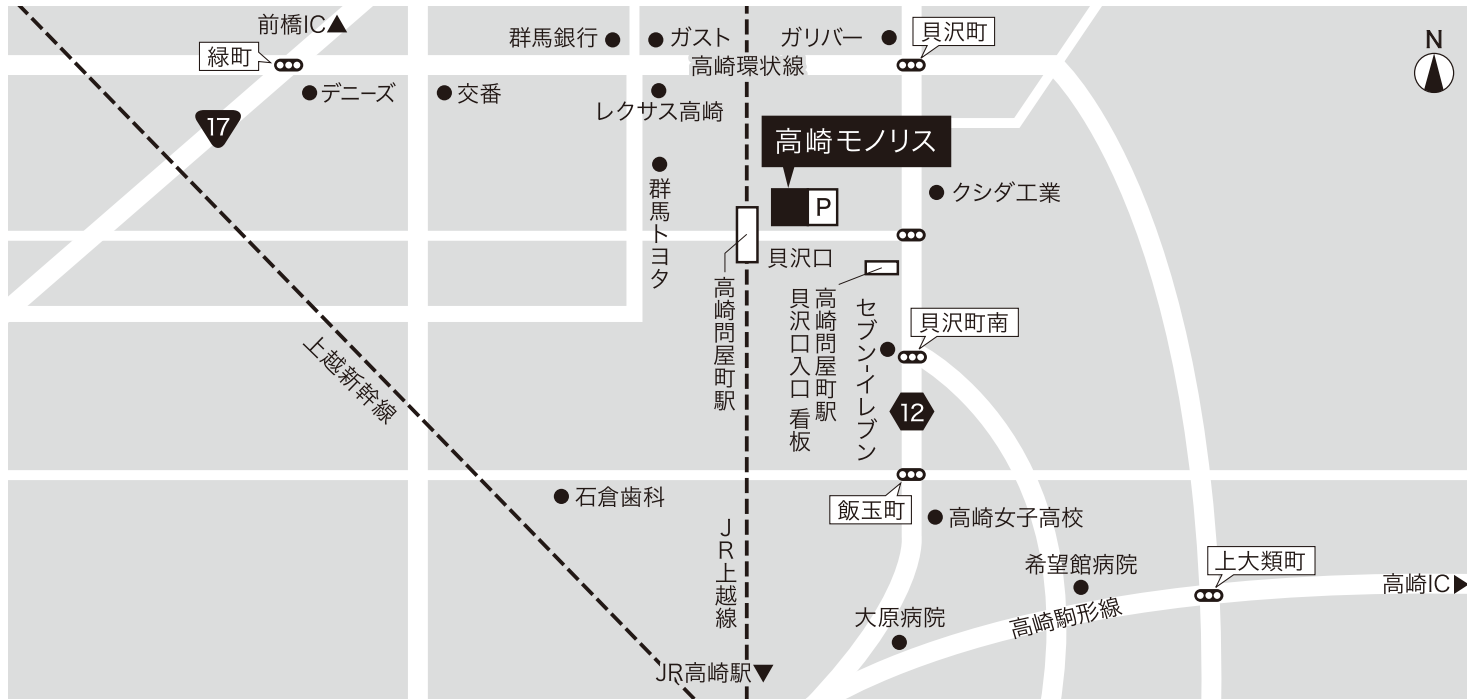 前橋IC▲
緑町
17
デニーズ
交番
群馬銀行
ガスト
ガリバー
貝沢町
高崎環状線
レクサス高崎
N
高崎モノリス
P
クシダ工業
群馬トヨタ
貝沢口
高崎問屋町駅
高崎問屋町駅
貝沢口入口 看板
セブン-イレブン
貝沢町南
12
上越新幹線
石倉歯科
飯玉町
高崎女子高校
JR上越線
希望館病院
上大類町
高崎IC▶
高崎駒形線
大原病院
JR高崎駅▼